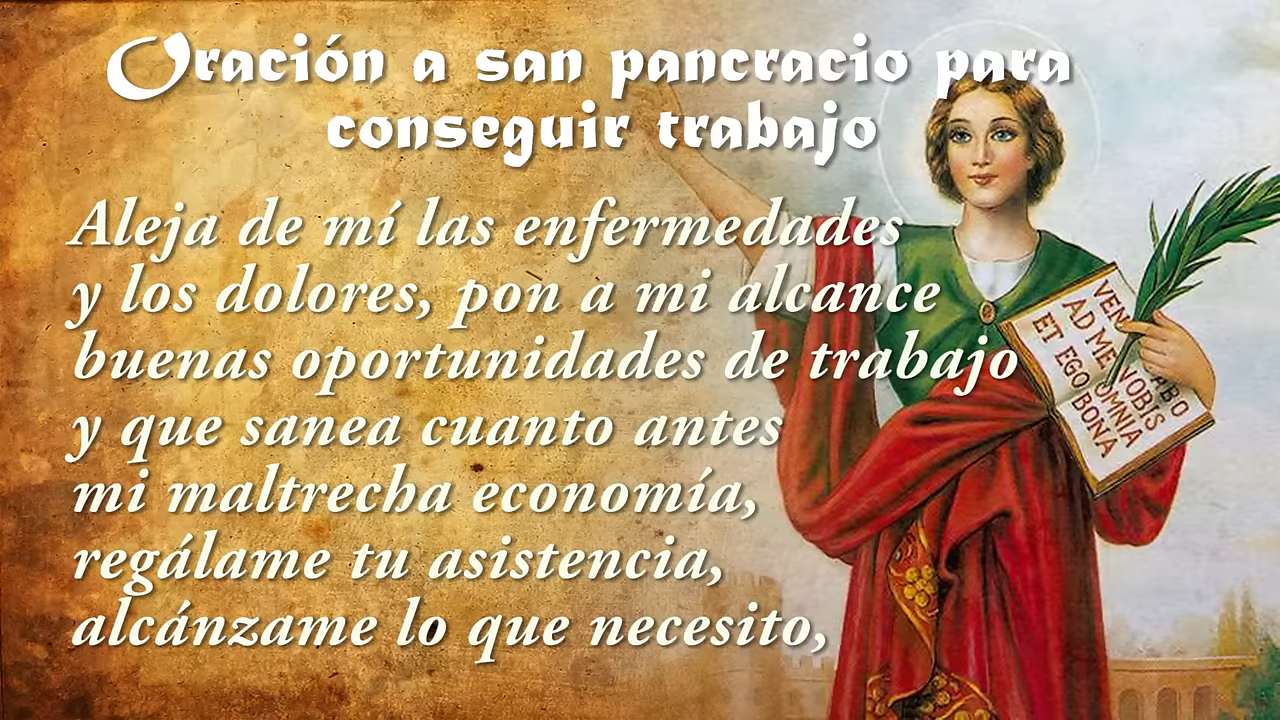 Oración a san pancracio para
conseguir trabajo
Aleja de mí las enfermedades
y los dolores, pon a mi alcance
buenas oportunidades de trabajo
y que sanea cuanto antes
mi maltrecha economía,
regálame tu asistencia,
alcánzame lo que necesito,
AD ME
ET EGO
BONA
NOBIS
OMNIA